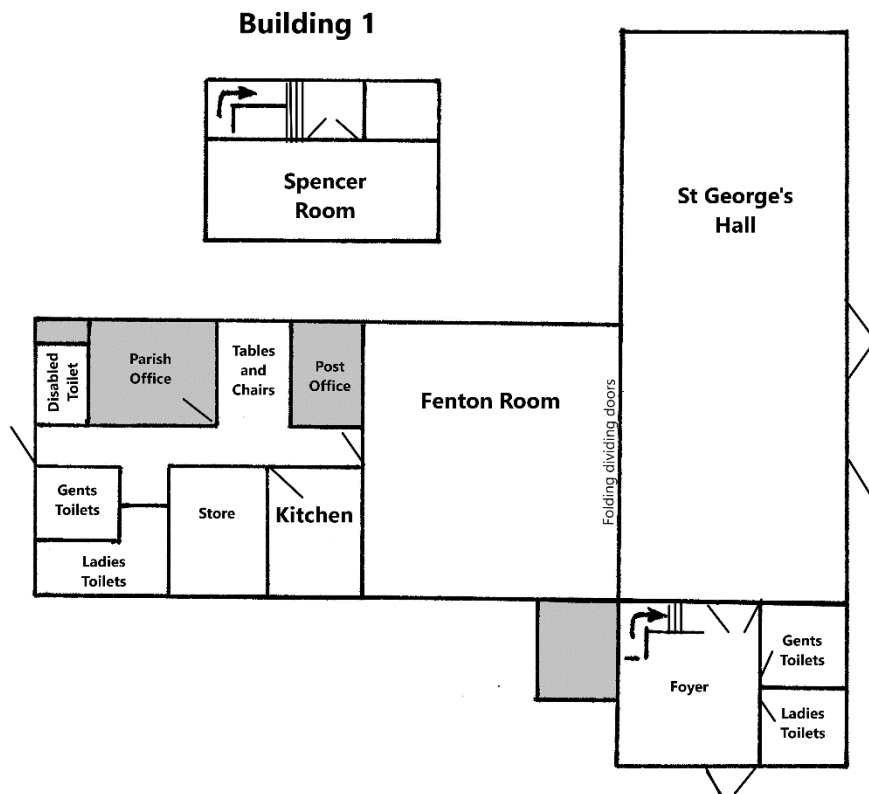 Building 1
Spencer
Room
St George's
Hall
Disabled
Toilet
Parish
Office
Tables
and
Chairs
Post
Office
Fenton Room
Folding dividing doors
Gents
Toilets
Store
Kitchen
Ladies
Toilets
Foyer
Gents
Toilets
Ladies
Toilets